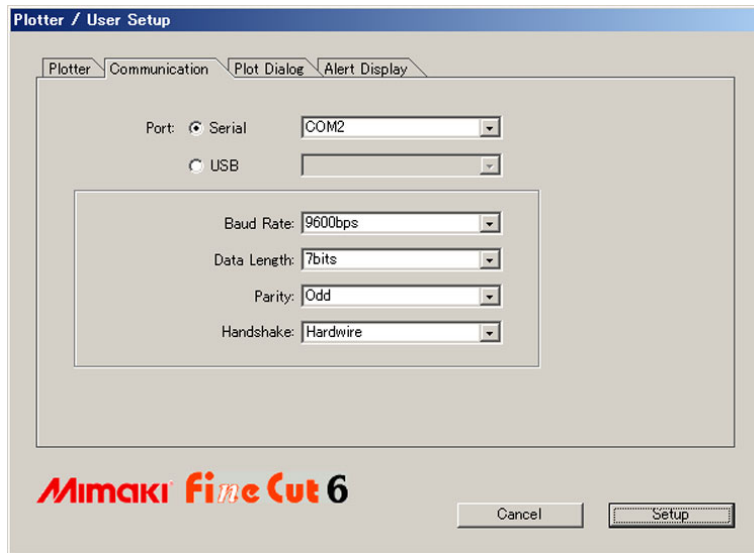 Plotter / User Setup
Plotter Communication Plot Dialog Alert Display
Port: Serial COM2
USB
Baud Rate: 9600bps
Data Length: 7bits
Parity: Odd
Handshake: Hardwire
Mimaki Fine Cut 6
Cancel Setup